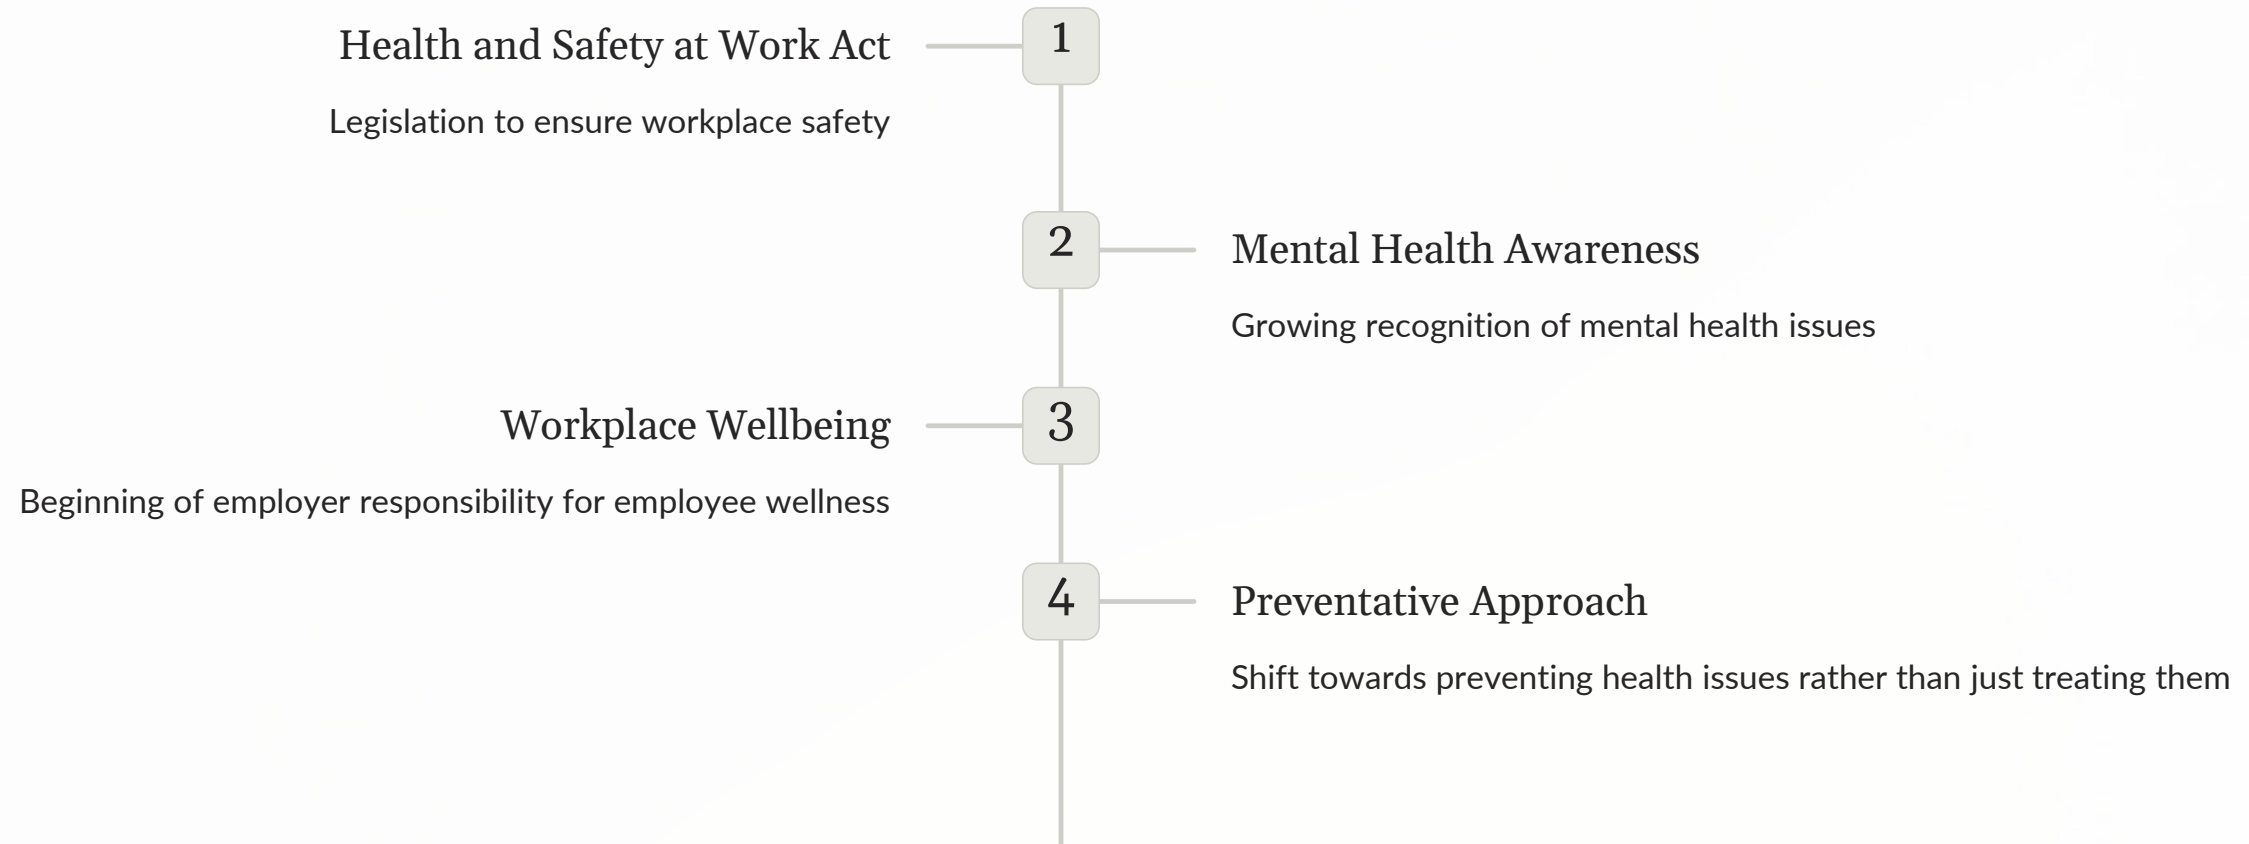 Health and Safety at Work Act
1
Legislation to ensure workplace safety
2
Mental Health Awareness
Growing recognition of mental health issues
Workplace Wellbeing
3
Beginning of employer responsibility for employee wellness
4
Preventative Approach
Shift towards preventing health issues rather than just treating them